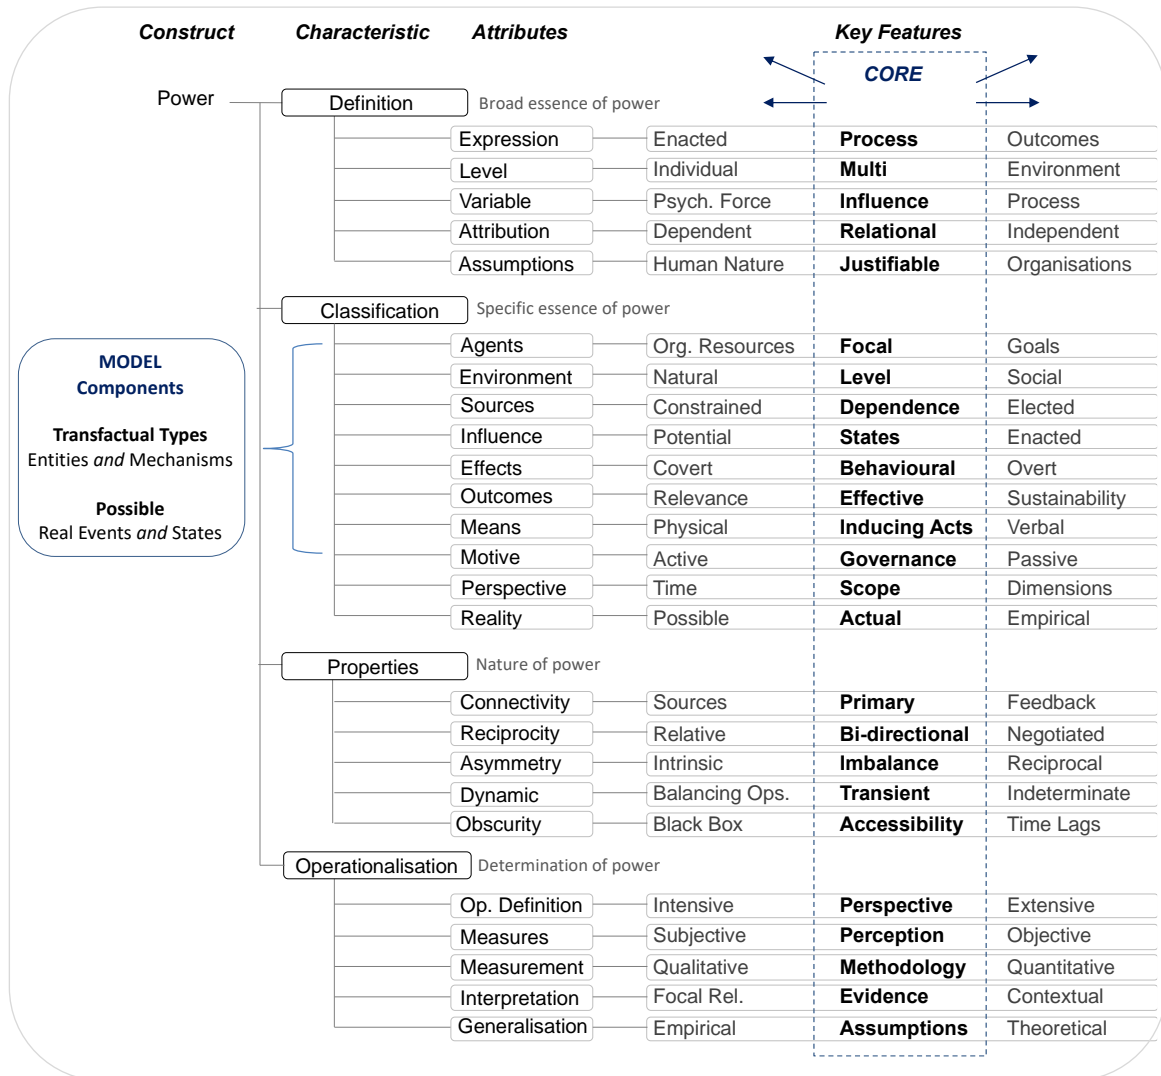 Construct Characteristic Attributes Key Features
CORE
Power Definition Broad essence of power
Expression Enacted Process Outcomes
Level Individual Multi Environment
Variable Psych. Force Influence Process
Attribution Dependent Relational Independent
Assumptions Human Nature Justifiable Organisations
Classification Specific essence of power
Agents Org. Resources Focal Goals
Environment Natural Level Social
Sources Constrained Dependence Elected
Influence Potential States Enacted
Effects Covert Behavioural Overt
Outcomes Relevance Effective Sustainability
Means Physical Inducing Acts Verbal
Motive Active Governance Passive
Perspective Time Scope Dimensions
Reality Possible Actual Empirical
MODEL
Components
Transfactual Types
Entities and Mechanisms
Possible
Real Events and States
Properties Nature of power
Connectivity Sources Primary Feedback
Reciprocity Relative Bi-directional Negotiated
Asymmetry Intrinsic Imbalance Reciprocal
Dynamic Balancing Ops. Transient Indeterminate
Obscurity Black Box Accessibility Time Lags
Operationalisation Determination of power
Op. Definition Intensive Perspective Extensive
Measures Subjective Perception Objective
Measurement Qualitative Methodology Quantitative
Interpretation Focal Rel. Evidence Contextual
Generalisation Empirical Assumptions Theoretical